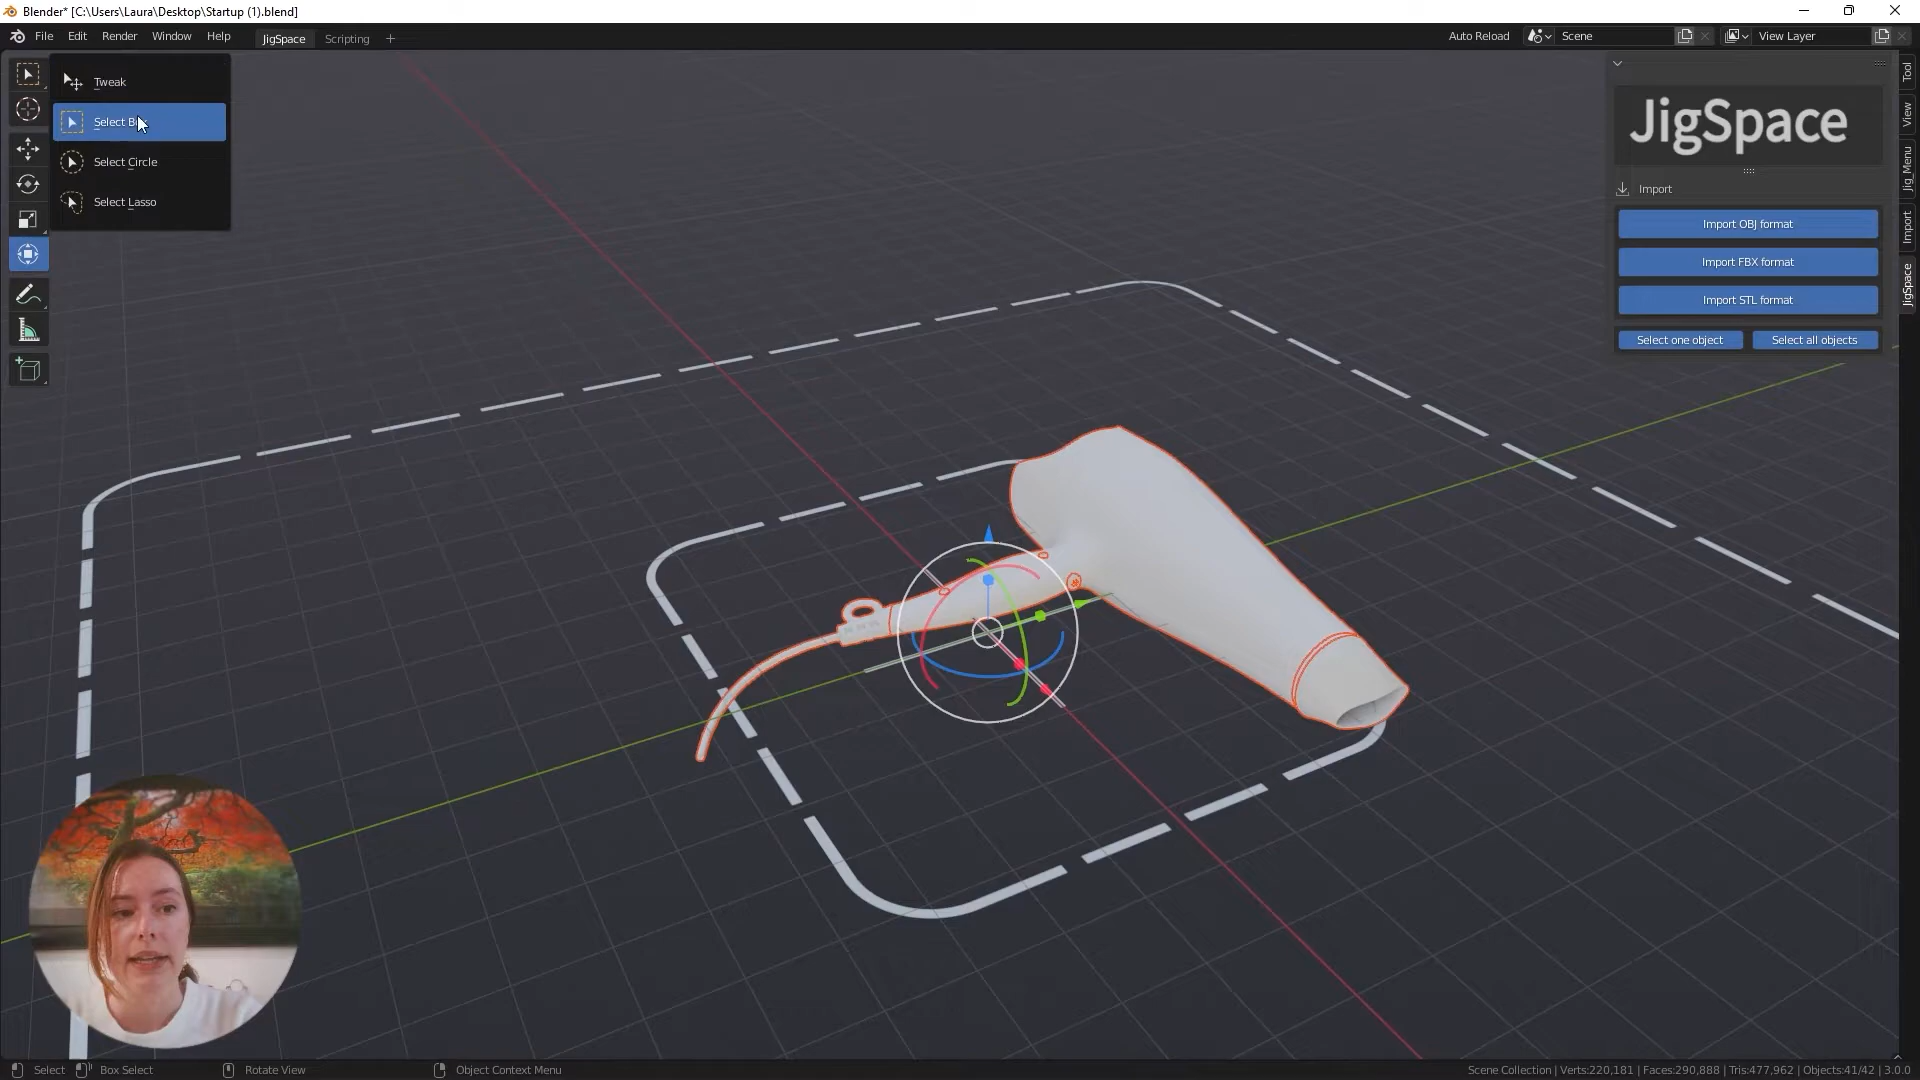 Blender* [C:\Users\Laura\Desktop\Startup (1).blend]
File Edit Render Window Help JigSpace Scripting +
Auto Reload Scene View Layer
Tweak
Select Box
Select Circle
Select Lasso
JigSpace
Import
Import OBJ format
Import FBX format
Import STL format
Select one object Select all objects
Tool
View
Jig_Menu
Import
JigSpace
Select Box Select Rotate View Object Context Menu
Scene Collection | Verts:220,181 | Faces:290,888 | Tris:477,962 | Objects:41/42 | 3.0.0